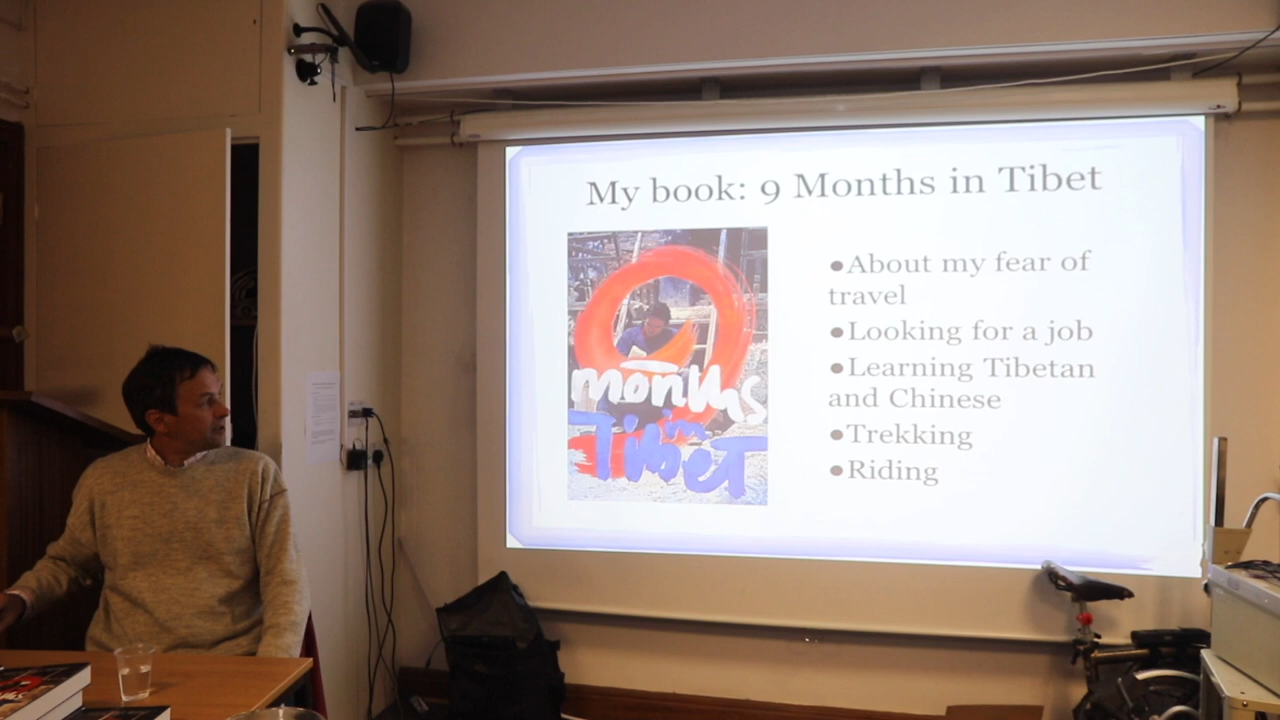 My book: 9 Months in Tibet
9
months
in
Tibet
●About my fear of
travel
●Looking for a job
●Learning Tibetan
and Chinese
●Trekking
●Riding